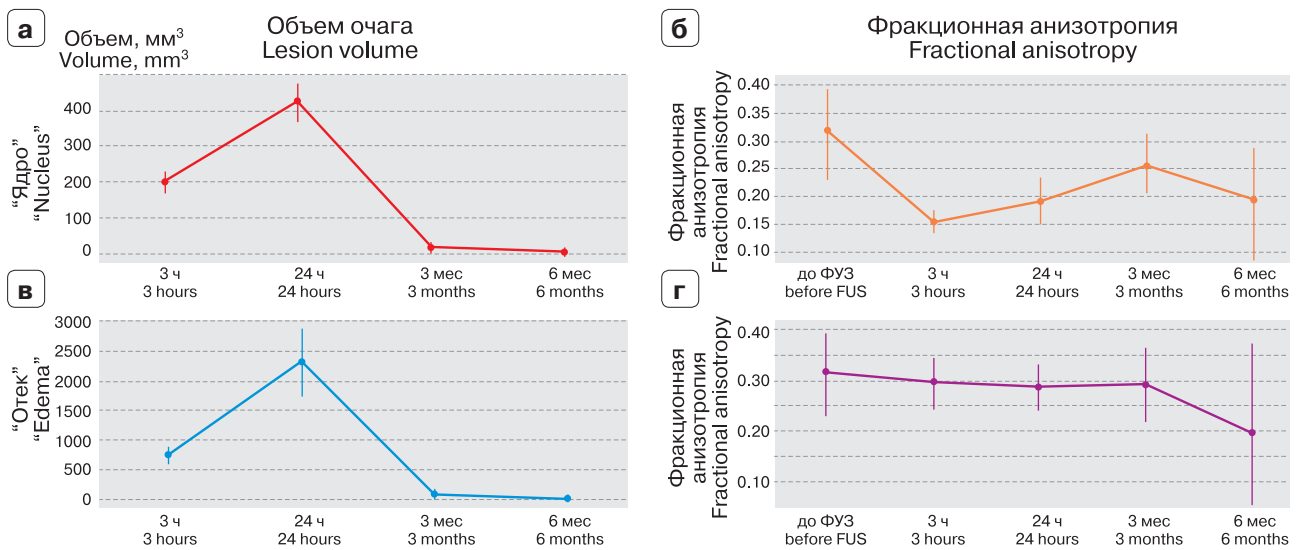 а
Объем очага
Lesion volume
Объем, мм³
Volume, mm³
“Ядро”
“Nucleus”
400
300
200
100
0
3 ч
3 hours
24 ч
24 hours
3 мес
3 months
6 мес
6 months
б
Фракционная анизотропия
Fractional anisotropy
Фракционная
анизотропия
Fractional anisotropy
0.40
0.30
0.25
0.20
0.15
0.10
до ФУЗ
before FUS
3 ч
3 hours
24 ч
24 hours
3 мес
3 months
6 мес
6 months
в
“Отек”
“Edema”
3000
2500
2000
1500
1000
500
0
3 ч
3 hours
24 ч
24 hours
3 мес
3 months
6 мес
6 months
г
Фракционная
анизотропия
Fractional anisotropy
0.40
0.30
0.20
0.10
до ФУЗ
before FUS
3 ч
3 hours
24 ч
24 hours
3 мес
3 months
6 мес
6 months